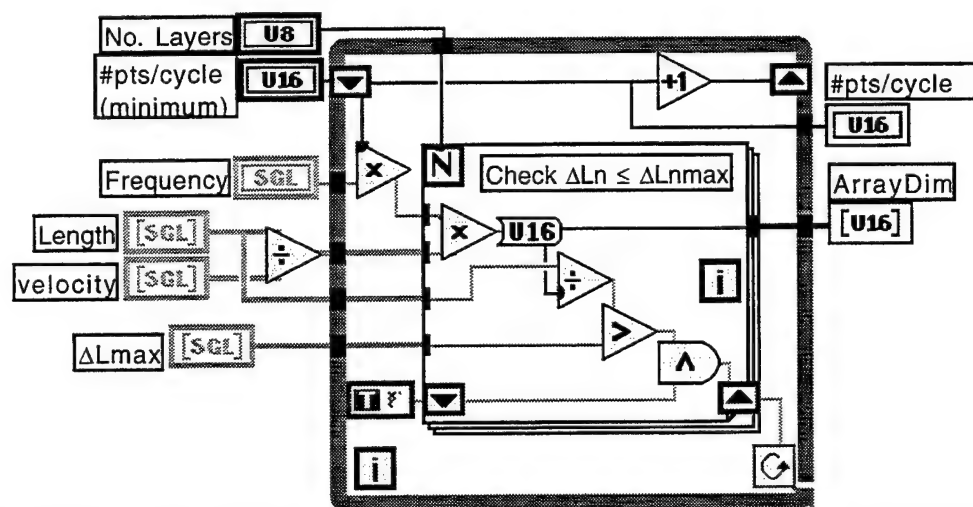 No. Layers
U8
#pts/cycle
(minimum)
U16
+1
#pts/cycle
U16
Frequency
SGL
x
N
Check ΔLn ≤ ΔLnmax
ArrayDim
[U16]
Length
[SGL]
÷
x
U16
velocity
[SGL]
÷
i
>
ΔLmax
[SGL]
∧
T
i